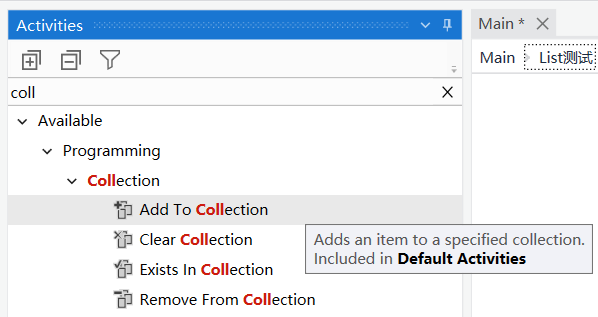 Activities
Main *
Main
List测试
coll
Available
Programming
Collection
Add To Collection
Clear Collection
Adds an item to a specified collection.
Included in Default Activities
Exists In Collection
Remove From Collection